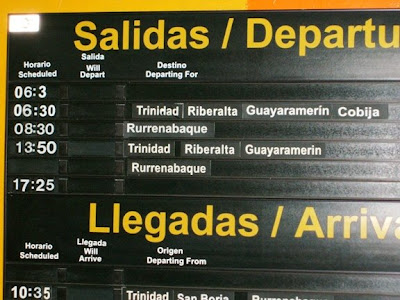 Salidas / Departu
Horario Scheduled
Salida Will Depart
Destino Departing For
06:3
06:30 Trinidad Riberalta Guayaramerín Cobija
08:30 Rurrenabaque
13:50 Trinidad Riberalta Guayaramerin
Rurrenabaque
17:25
Llegadas / Arriva
Horario Scheduled
Llegada Will Arrive
Origen Departing From
10:35 Trinidad San Borja Rurrenabaque